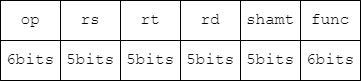 op rs rt rd shamt func
6bits 5bits 5bits 5bits 5bits 6bits